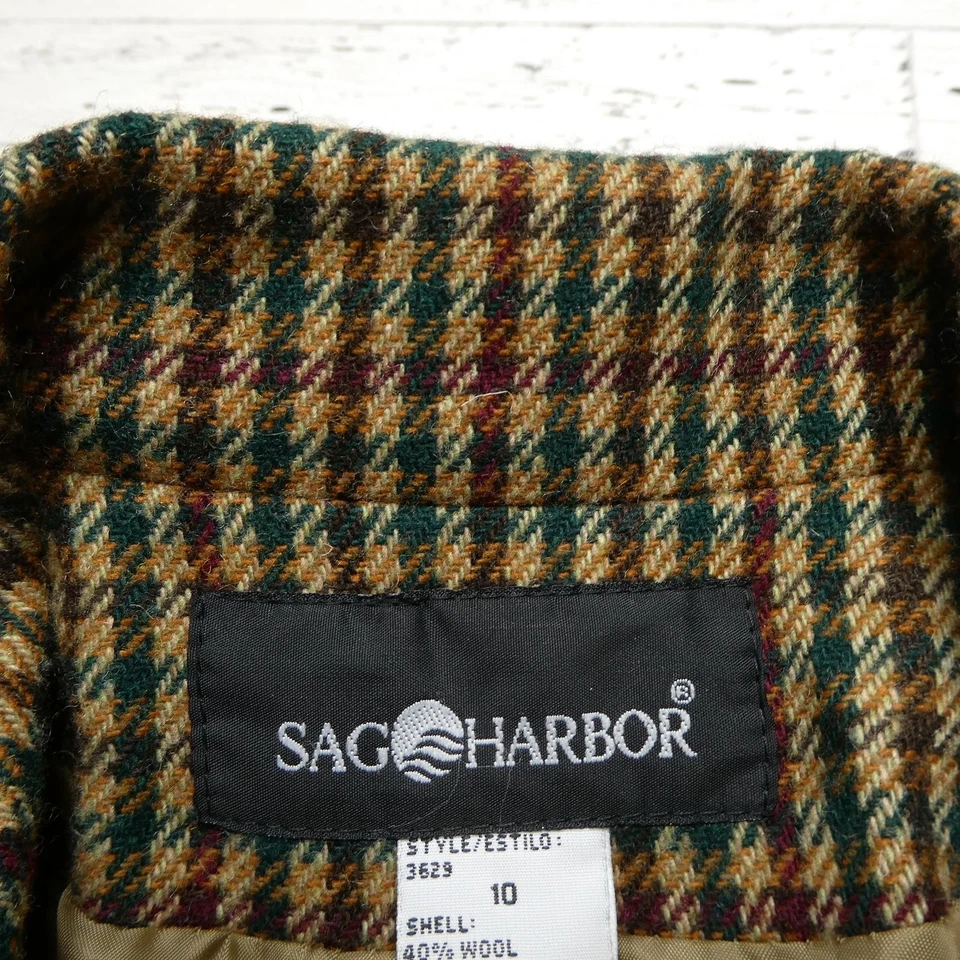 SAG HARBOR®
STYLE/ESTILO:
3629
10
SHELL:
40% WOOL